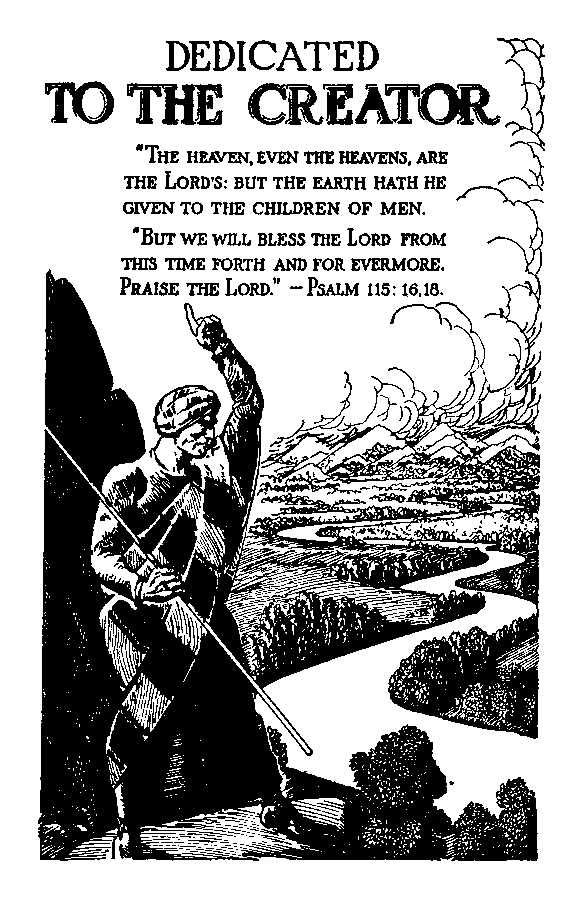 DEDICATED
TO THE CREATOR
"THE HEAVEN, EVEN THE HEAVENS, ARE
THE LORD'S: BUT THE EARTH HATH HE
GIVEN TO THE CHILDREN OF MEN.
"BUT WE WILL BLESS THE LORD FROM
THIS TIME FORTH AND FOR EVERMORE.
PRAISE THE LORD." — PSALM 115: 16,18.